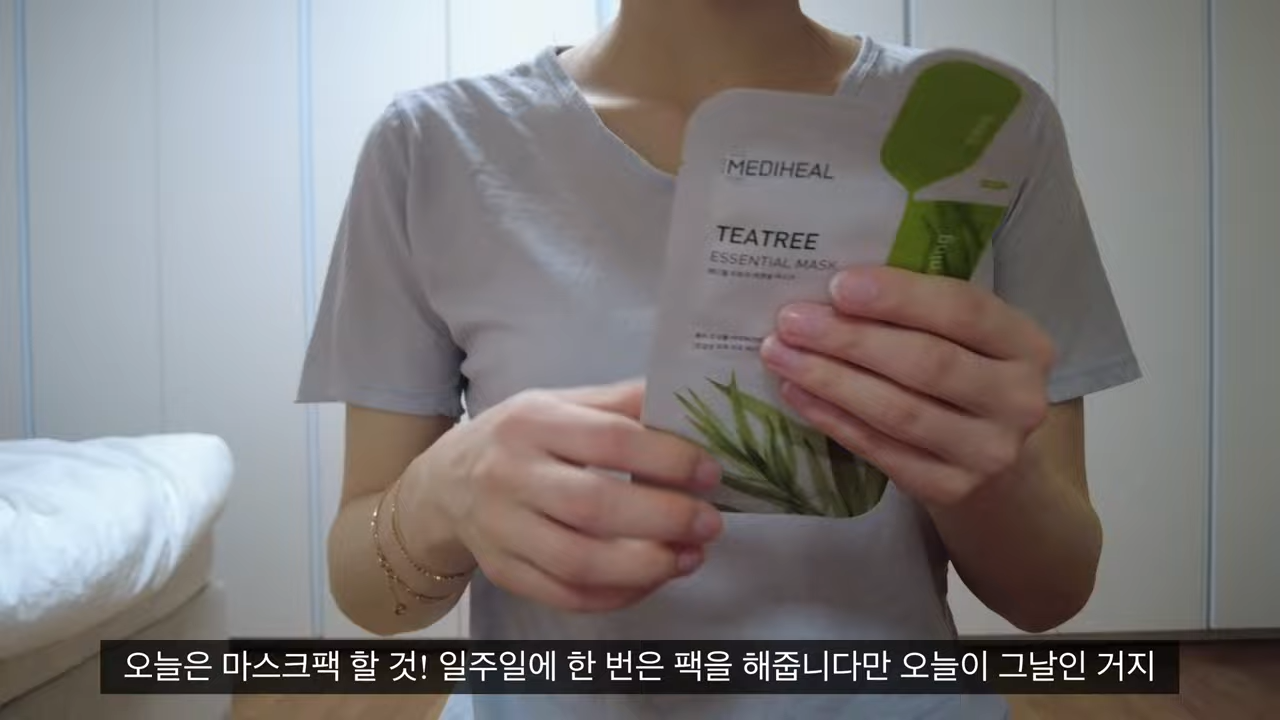 MEDIHEAL
TEATREE
ESSENTIAL MASK
오늘은 마스크팩 할 것! 일주일에 한 번은 팩을 해줍니다만 오늘이 그날인 거지